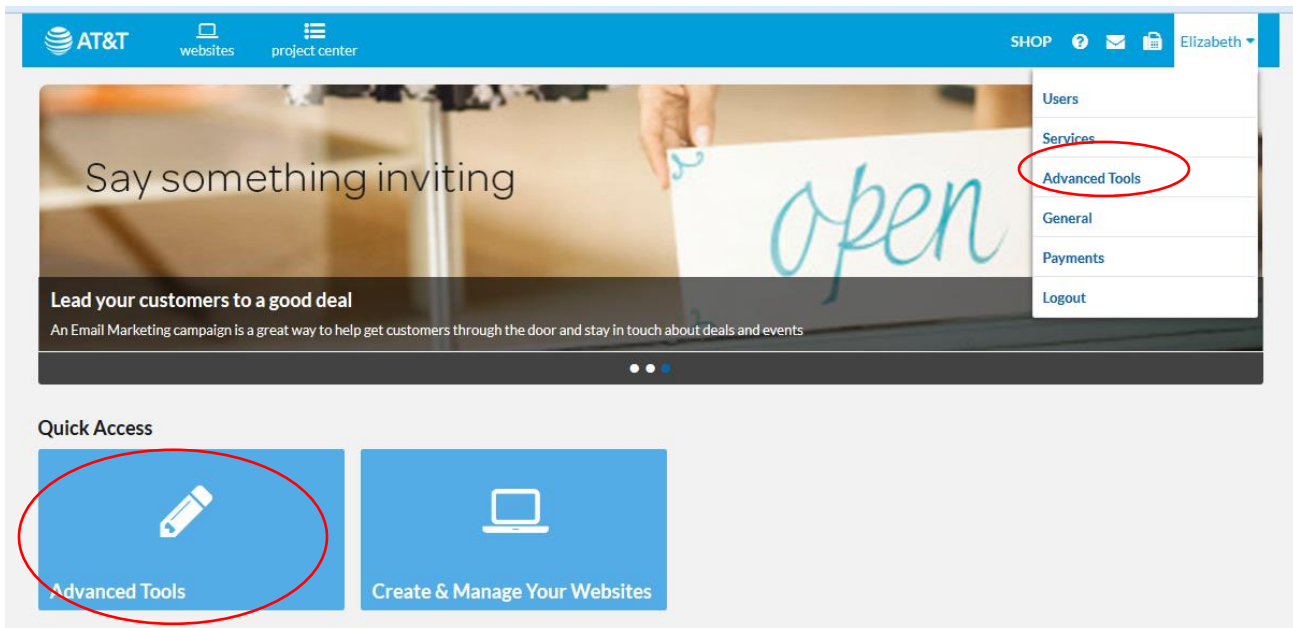 AT&T
websites
project center
SHOP
Elizabeth
Users
Services
Advanced Tools
General
Payments
Logout
Say something inviting
open
Lead your customers to a good deal
An Email Marketing campaign is a great way to help get customers through the door and stay in touch about deals and events
Quick Access
Advanced Tools
Create & Manage Your Websites